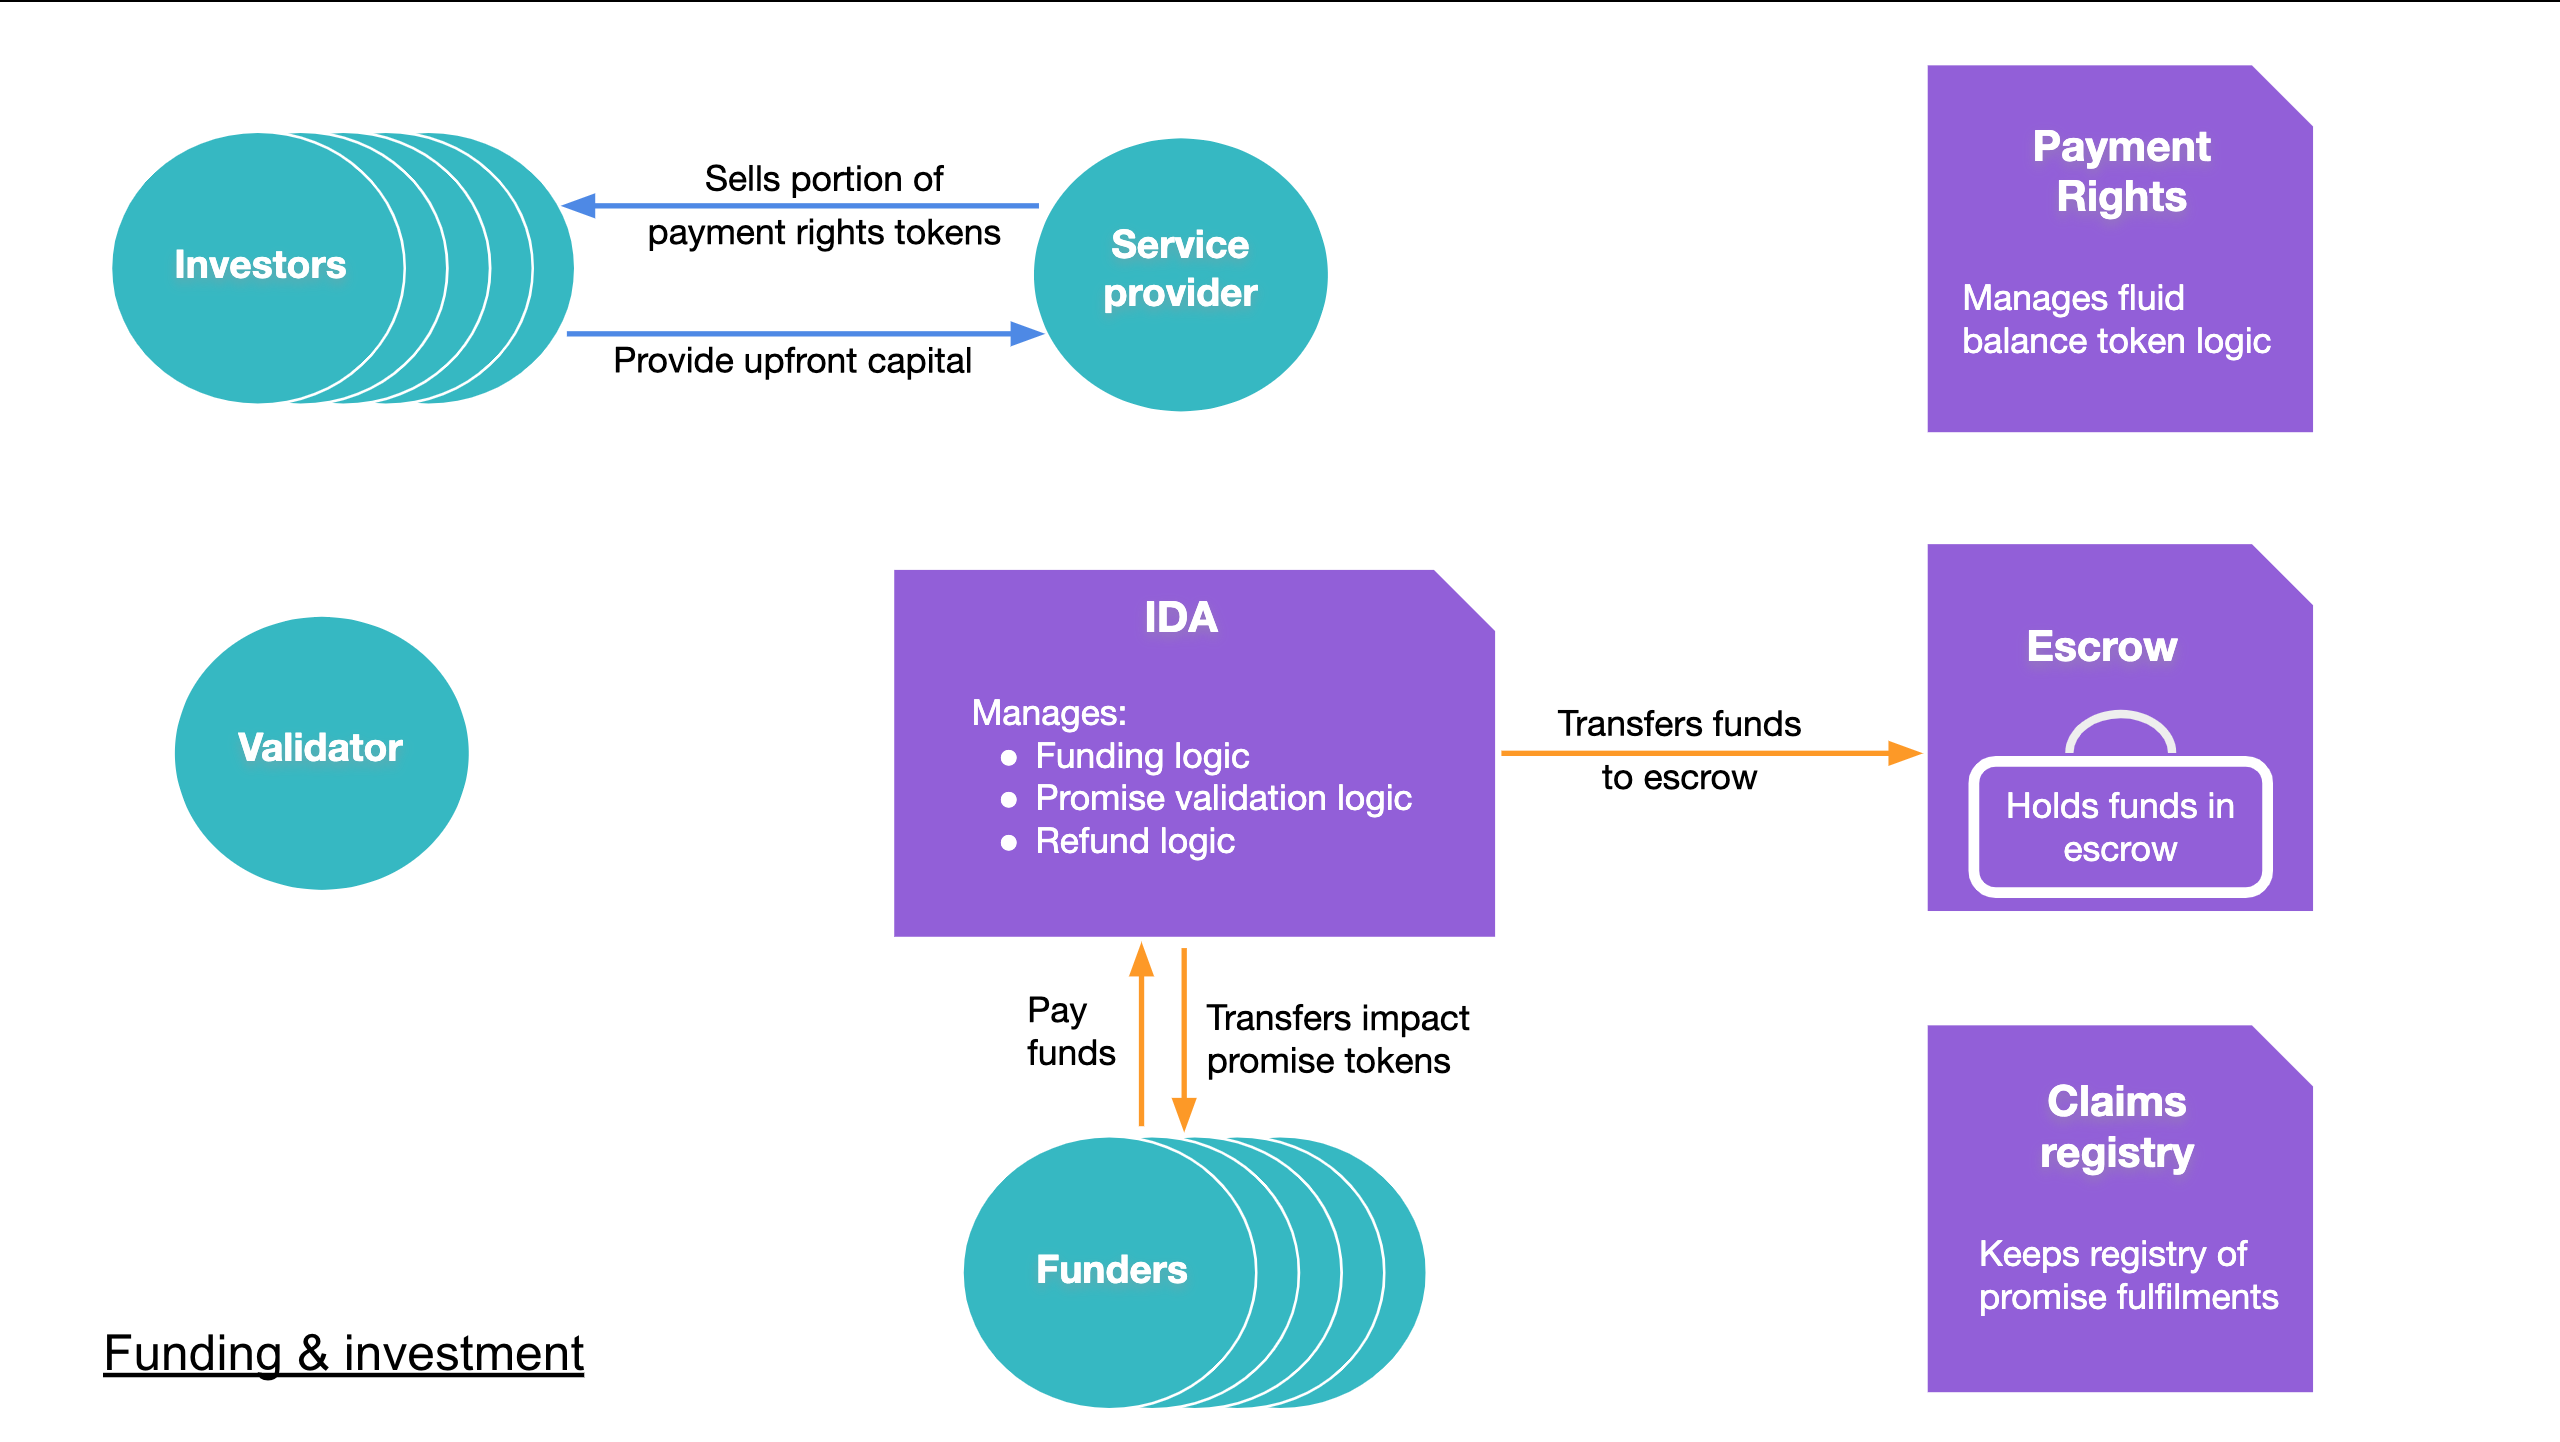 Investors
Sells portion of
payment rights tokens
Provide upfront capital
Service
provider
Payment
Rights
Manages fluid
balance token logic
Validator
IDA
Manages:
● Funding logic
● Promise validation logic
● Refund logic
Transfers funds
to escrow
Escrow
Holds funds in
escrow
Pay
funds
Transfers impact
promise tokens
Funders
Claims
registry
Keeps registry of
promise fulfilments
Funding & investment